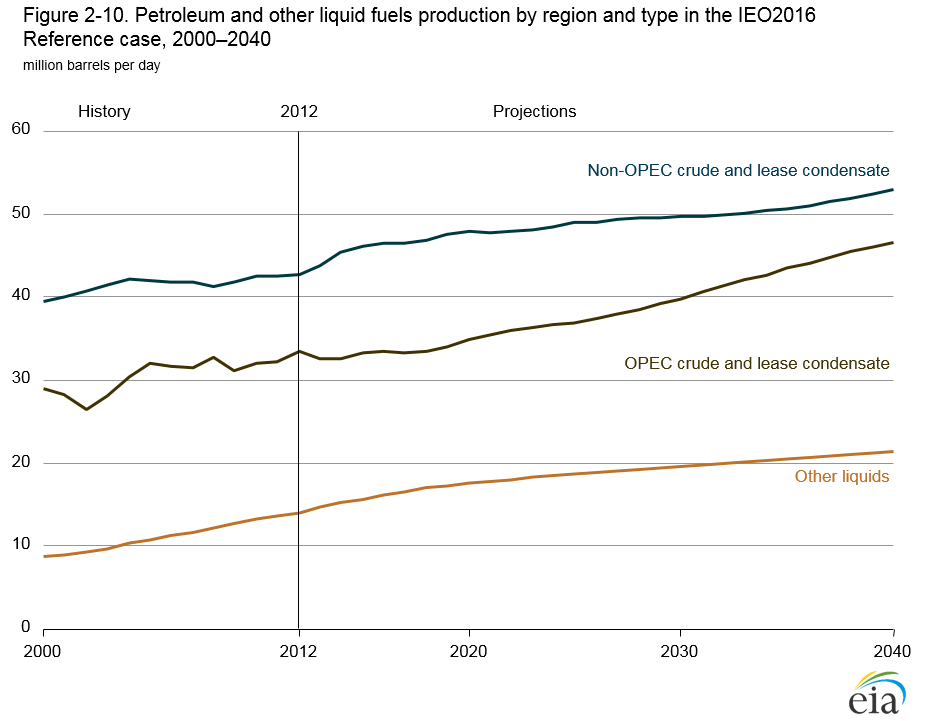 Figure 2-10. Petroleum and other liquid fuels production by region and type in the IEO2016
Reference case, 2000–2040
million barrels per day
History
2012
Projections
60
Non-OPEC crude and lease condensate
50
40
OPEC crude and lease condensate
30
20
Other liquids
10
0
2000
2012
2020
2030
2040
eia